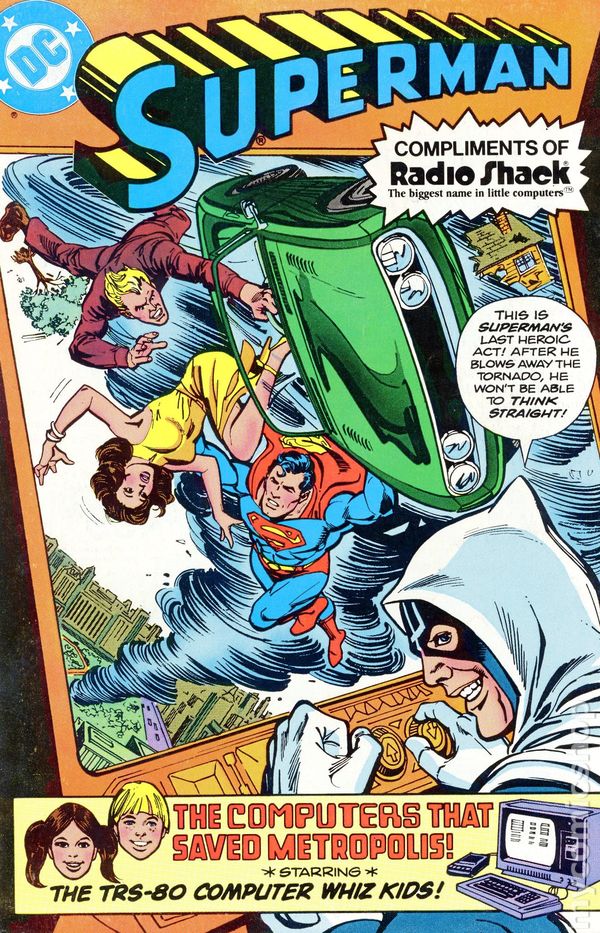 DC
®
SUPERMAN®
COMPLIMENTS OF
Radio Shack®
The biggest name in little computers™
THIS IS
SUPERMAN'S
LAST HEROIC
ACT! AFTER HE
BLOWS AWAY THE
TORNADO, HE
WON'T BE ABLE
TO THINK
STRAIGHT!
THE COMPUTERS THAT
SAVED METROPOLIS!
*STARRING*
THE TRS-80 COMPUTER WHIZ KIDS!
mycomicshop